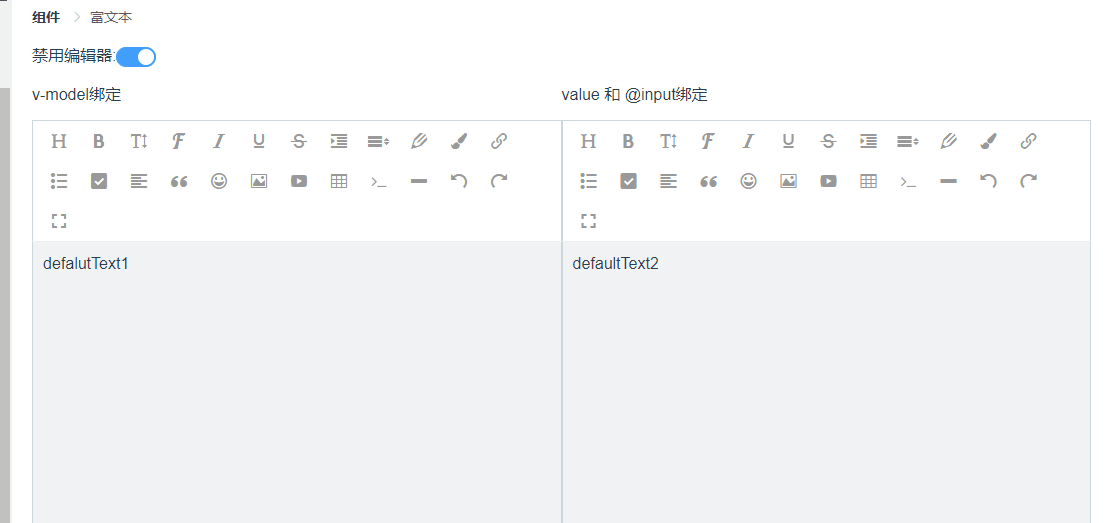 组件 > 富文本
禁用编辑器:
v-model绑定
value 和 @input绑定
defalutText1
defaultText2